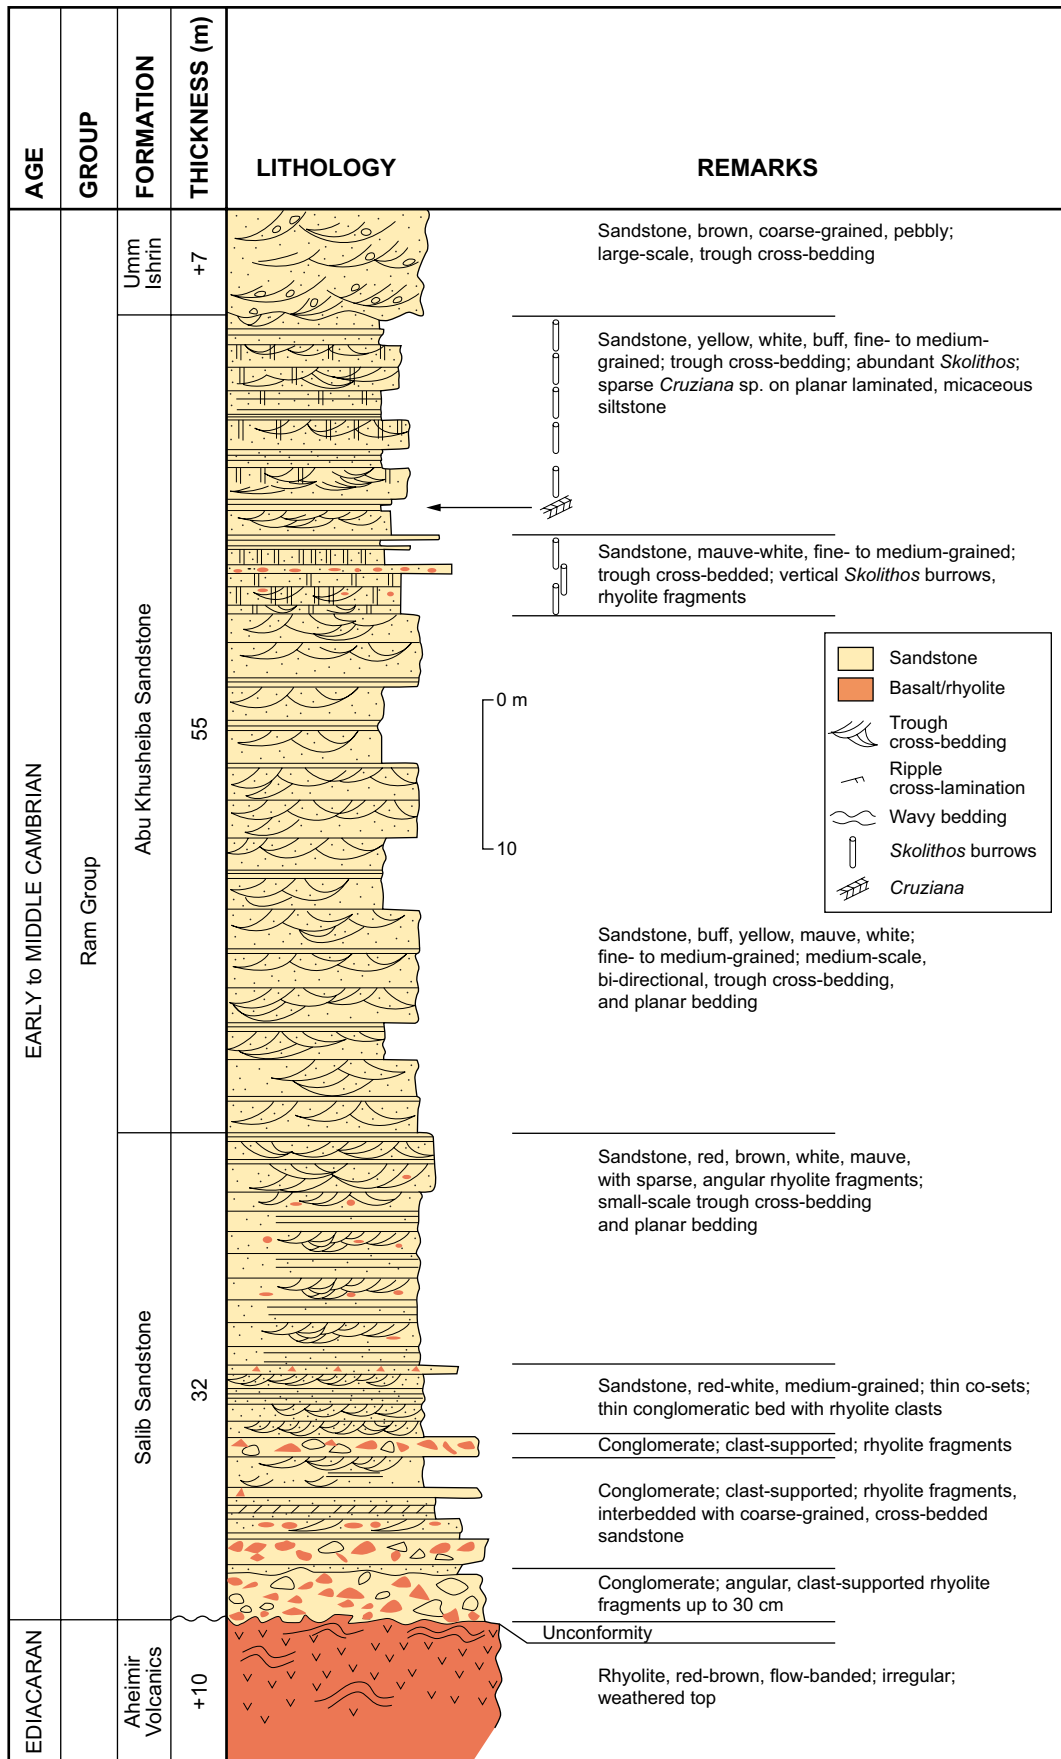 AGE
GROUP
FORMATION
THICKNESS (m)
LITHOLOGY
REMARKS
EARLY to MIDDLE CAMBRIAN
EDIACARAN
Ram Group
Umm
Ishrin
Abu Khusheiba Sandstone
Salib Sandstone
Aheimir
Volcanics
+7
55
32
+10
Sandstone, brown, coarse-grained, pebbly;
large-scale, trough cross-bedding
Sandstone, yellow, white, buff, fine- to medium-
grained; trough cross-bedding; abundant Skolithos;
sparse Cruziana sp. on planar laminated, micaceous
siltstone
Sandstone, mauve-white, fine- to medium-grained;
trough cross-bedded; vertical Skolithos burrows,
rhyolite fragments
0 m
10
Sandstone
Basalt/rhyolite
Trough
cross-bedding
Ripple
cross-lamination
Wavy bedding
Skolithos burrows
Cruziana
Sandstone, buff, yellow, mauve, white;
fine- to medium-grained; medium-scale,
bi-directional, trough cross-bedding,
and planar bedding
Sandstone, red, brown, white, mauve,
with sparse, angular rhyolite fragments;
small-scale trough cross-bedding
and planar bedding
Sandstone, red-white, medium-grained; thin co-sets;
thin conglomeratic bed with rhyolite clasts
Conglomerate; clast-supported; rhyolite fragments
Conglomerate; clast-supported; rhyolite fragments,
interbedded with coarse-grained, cross-bedded
sandstone
Conglomerate; angular, clast-supported rhyolite
fragments up to 30 cm
Unconformity
Rhyolite, red-brown, flow-banded; irregular;
weathered top